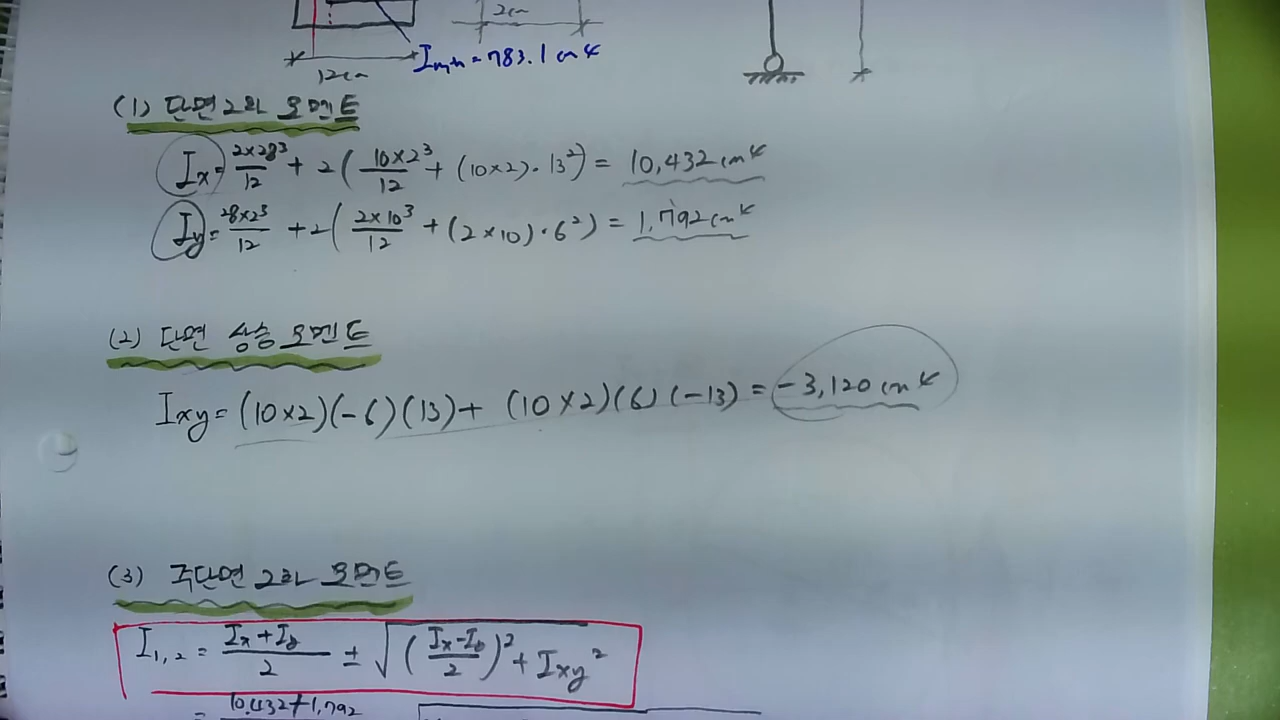 2cm
12cm
Imin = 783.1 cm⁴
(1) 단면 2차 모멘트
Ix = 2×28³/12 + 2( 10×2³/12 + (10×2)·13²) = 10,432 cm⁴
Iy = 28×2³/12 + 2( 2×10³/12 + (2×10)·6²) = 1,792 cm⁴
(2) 단면 상승 모멘트
Ixy = (10×2)(-6)(13) + (10×2)(6)(-13) = -3,120 cm⁴
(3) 주단면 2차 모멘트
I1,2 = Ix+Iy/2 ± √(Ix-Iy/2)² + Ixy²
= 10,432+1,792